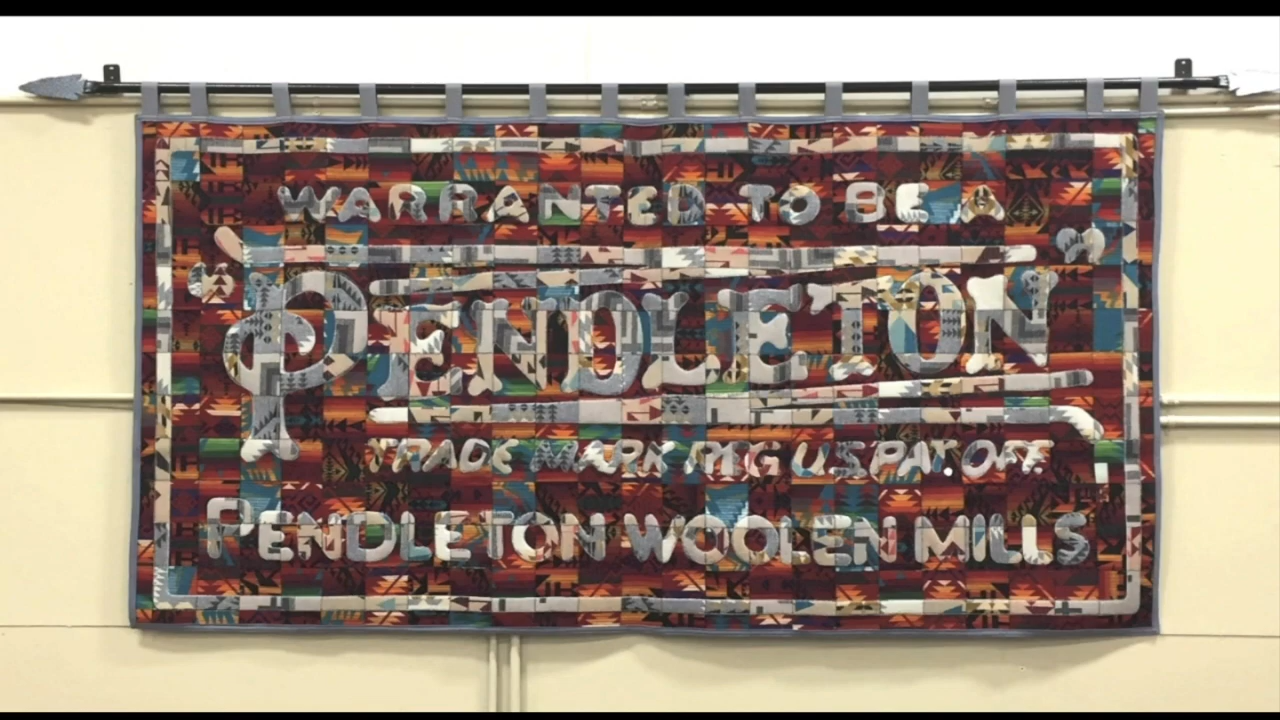 WARRANTED TO BE A
"PENDLETON"
TRADE MARK REG U.S. PAT. OFF.
PENDLETON WOOLEN MILLS